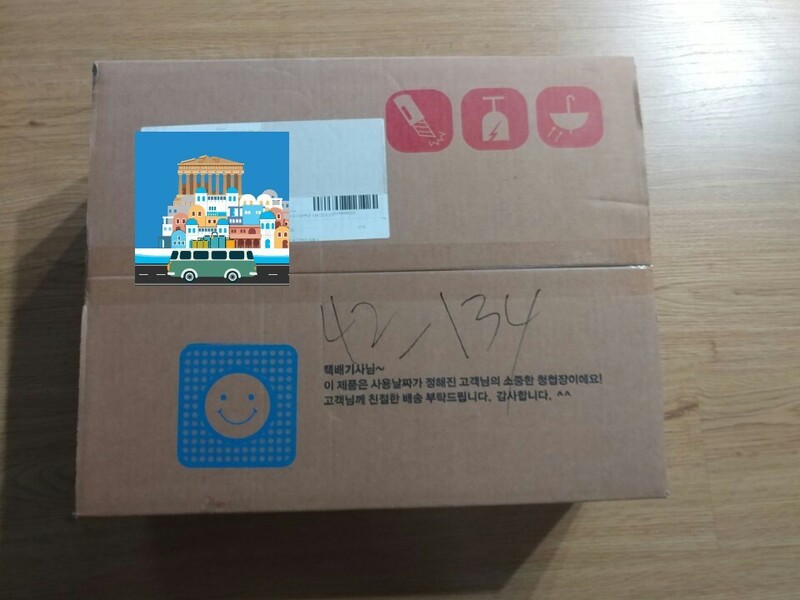 42-134
택배기사님~
이 제품은 사용날짜가 정해진 고객님의 소중한 청첩장이에요!
고객님께 친절한 배송 부탁드립니다. 감사합니다. ^^